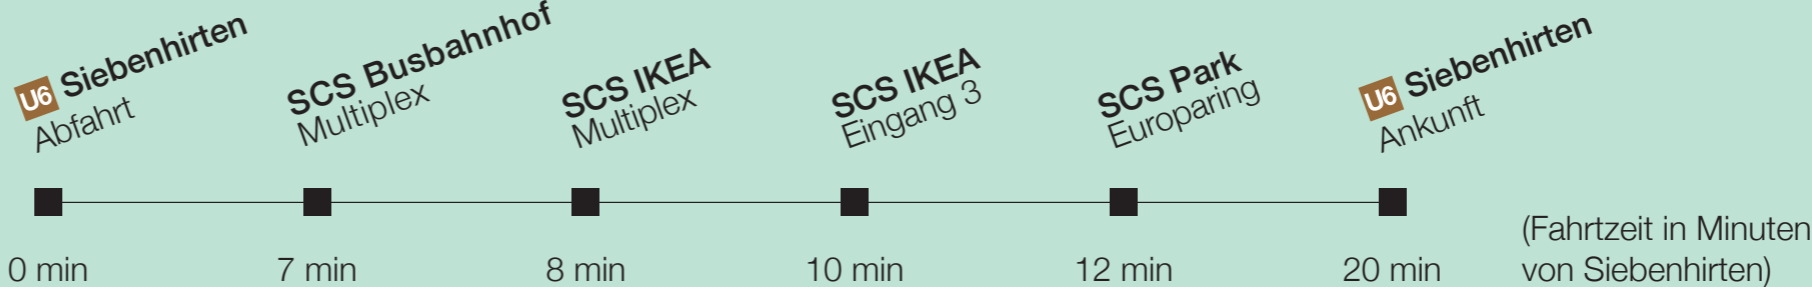 U6 Siebenhirten
Abfahrt
SCS Busbahnhof
Multiplex
SCS IKEA
Multiplex
SCS IKEA
Eingang 3
SCS Park
Europaring
U6 Siebenhirten
Ankunft
0 min
7 min
8 min
10 min
12 min
20 min
(Fahrtzeit in Minuten
von Siebenhirten)